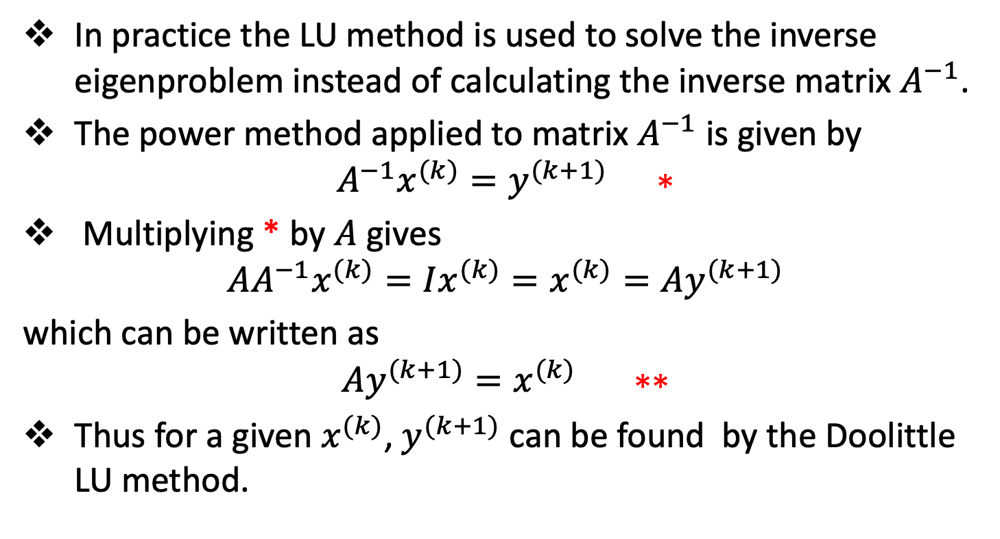 ❖ In practice the LU method is used to solve the inverse
eigenproblem instead of calculating the inverse matrix $A^{-1}$.
❖ The power method applied to matrix $A^{-1}$ is given by
$A^{-1}x^{(k)} = y^{(k+1)}$ *
❖ Multiplying * by $A$ gives
$AA^{-1}x^{(k)} = Ix^{(k)} = x^{(k)} = Ay^{(k+1)}$
which can be written as
$Ay^{(k+1)} = x^{(k)}$ **
❖ Thus for a given $x^{(k)}, y^{(k+1)}$ can be found by the Doolittle
LU method.